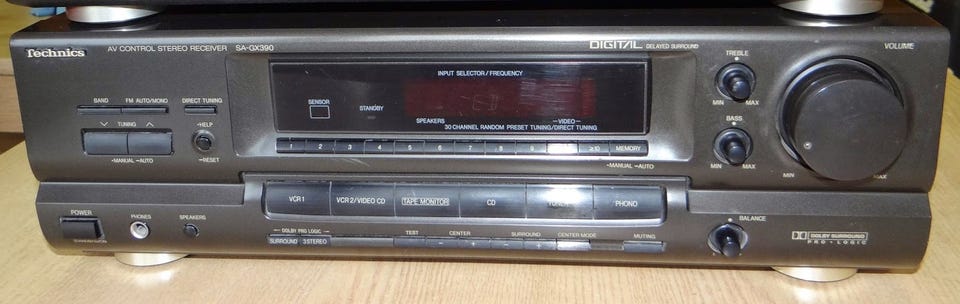 Technics AV CONTROL STEREO RECEIVER SA-GX390
DIGITAL DELAYED SURROUND
TREBLE
VOLUME
INPUT SELECTOR/FREQUENCY
BAND FM AUTO/MONO DIRECT TUNING
SENSOR STANDBY
CD
MIN MAX
SPEAKERS VIDEO
30 CHANNEL RANDOM PRESET TUNING/DIRECT TUNING
TUNING HELP
BASS
1 2 3 4 5 6 7 8 9 ≥10 MEMORY
MANUAL AUTO RESET
MANUAL AUTO
MIN MAX
MIN MAX
VCR 1 VCR 2/VIDEO CD TAPE MONITOR CD TUNER PHONO
POWER PHONES SPEAKERS
BALANCE
DOLBY PRO LOGIC TEST CENTER SURROUND CENTER MODE MUTING
SURROUND 3 STEREO - +
DOLBY SURROUND
PRO • LOGIC